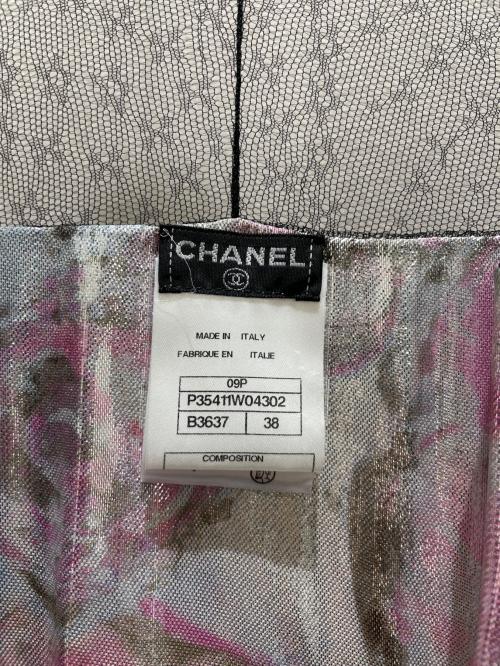 CHANEL
MADE IN ITALY
FABRIQUE EN ITALIE
09P
P35411W04302
B3637 38
COMPOSITION